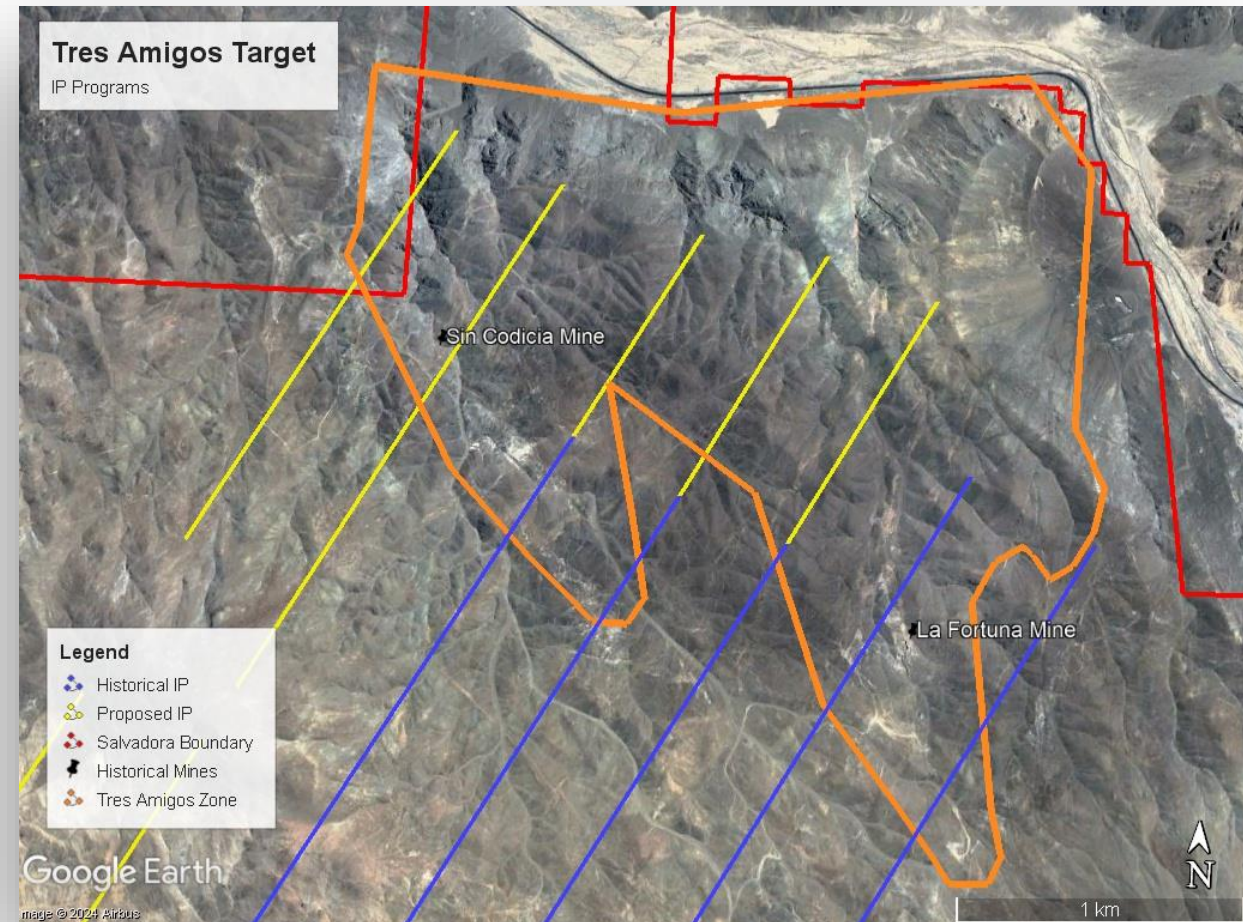 Tres Amigos Target
IP Programs
Sin Codicia Mine
La Fortuna Mine
Legend
Historical IP
Proposed IP
Salvadora Boundary
Historical Mines
Tres Amigos Zone
Google Earth
mage © 2024 Airbus
N
1 km